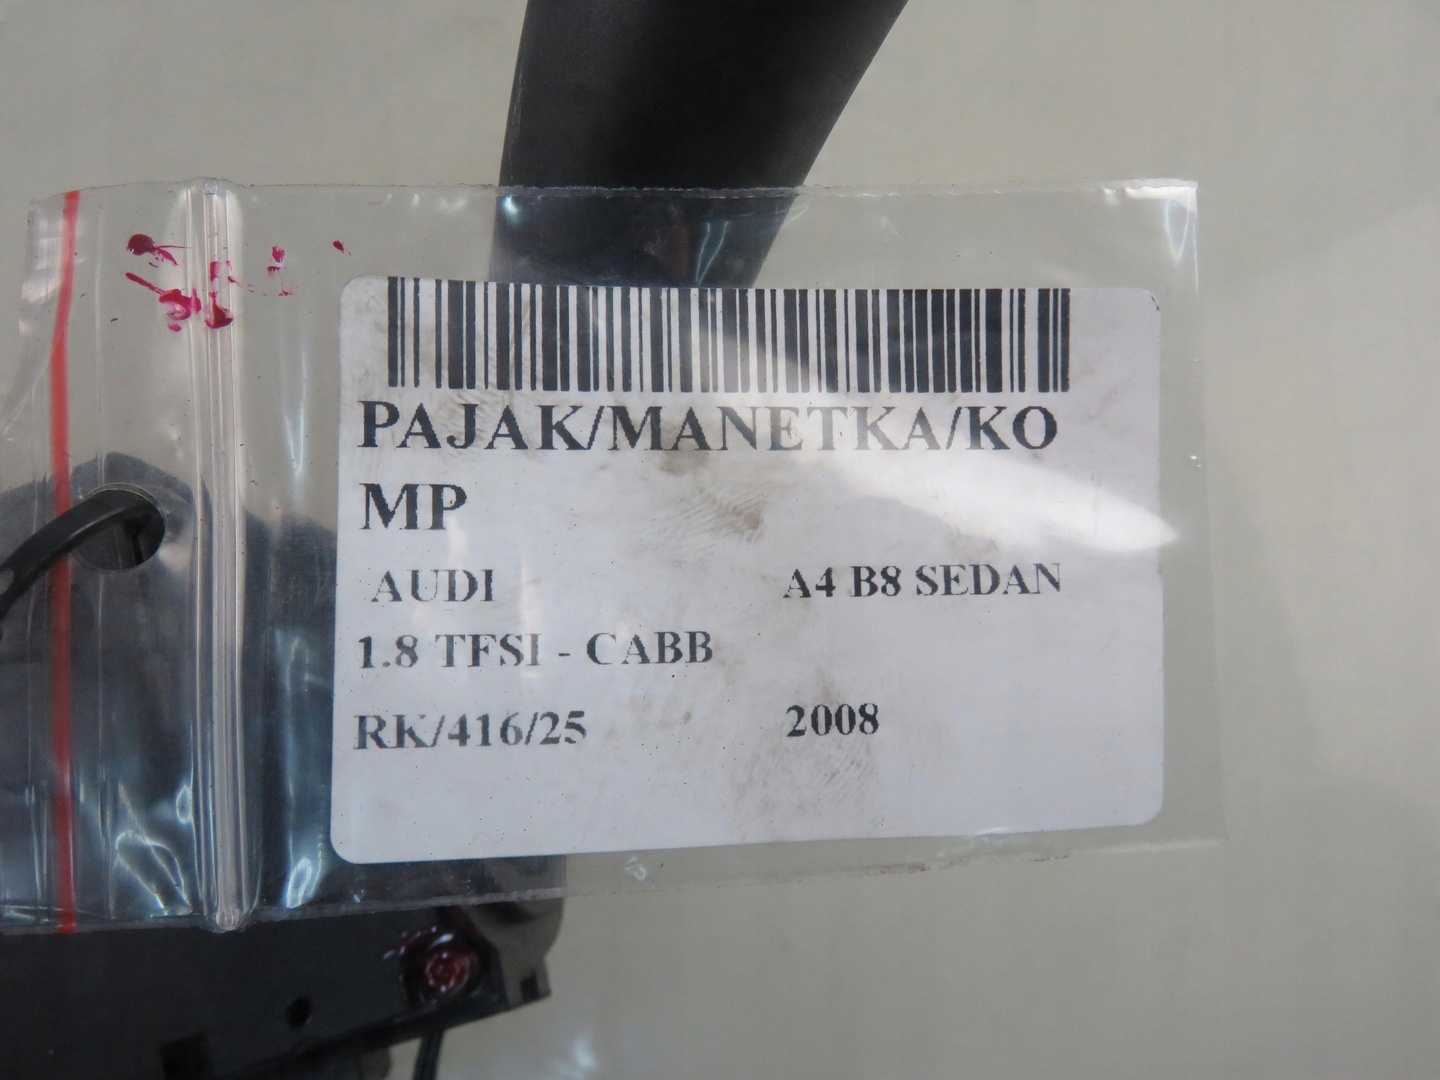 PAJAK/MANETKA/KO
MP
AUDI A4 B8 SEDAN
1.8 TFSI - CABB
RK/416/25 2008